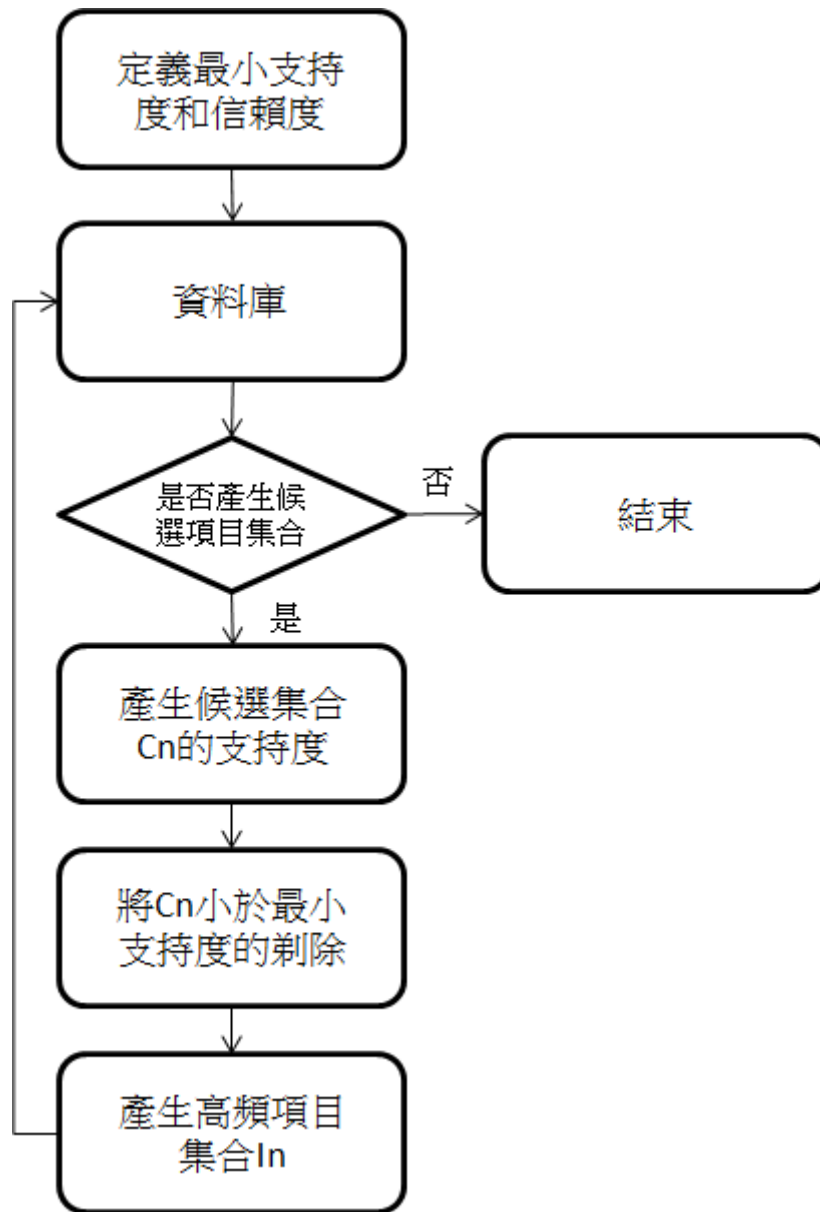 定義最小支持
度和信賴度
資料庫
是否產生候
選項目集合
否
結束
是
產生候選集合
Cn的支持度
將Cn小於最小
支持度的剃除
產生高頻項目
集合In